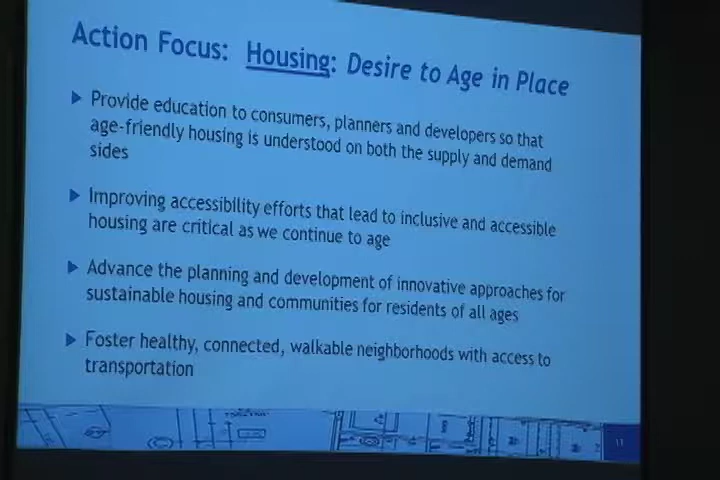 Action Focus: Housing: Desire to Age in Place
Provide education to consumers, planners and developers so that
age-friendly housing is understood on both the supply and demand
sides
Improving accessibility efforts that lead to inclusive and accessible
housing are critical as we continue to age
Advance the planning and development of innovative approaches for
sustainable housing and communities for residents of all ages
Foster healthy, connected, walkable neighborhoods with access to
transportation
11